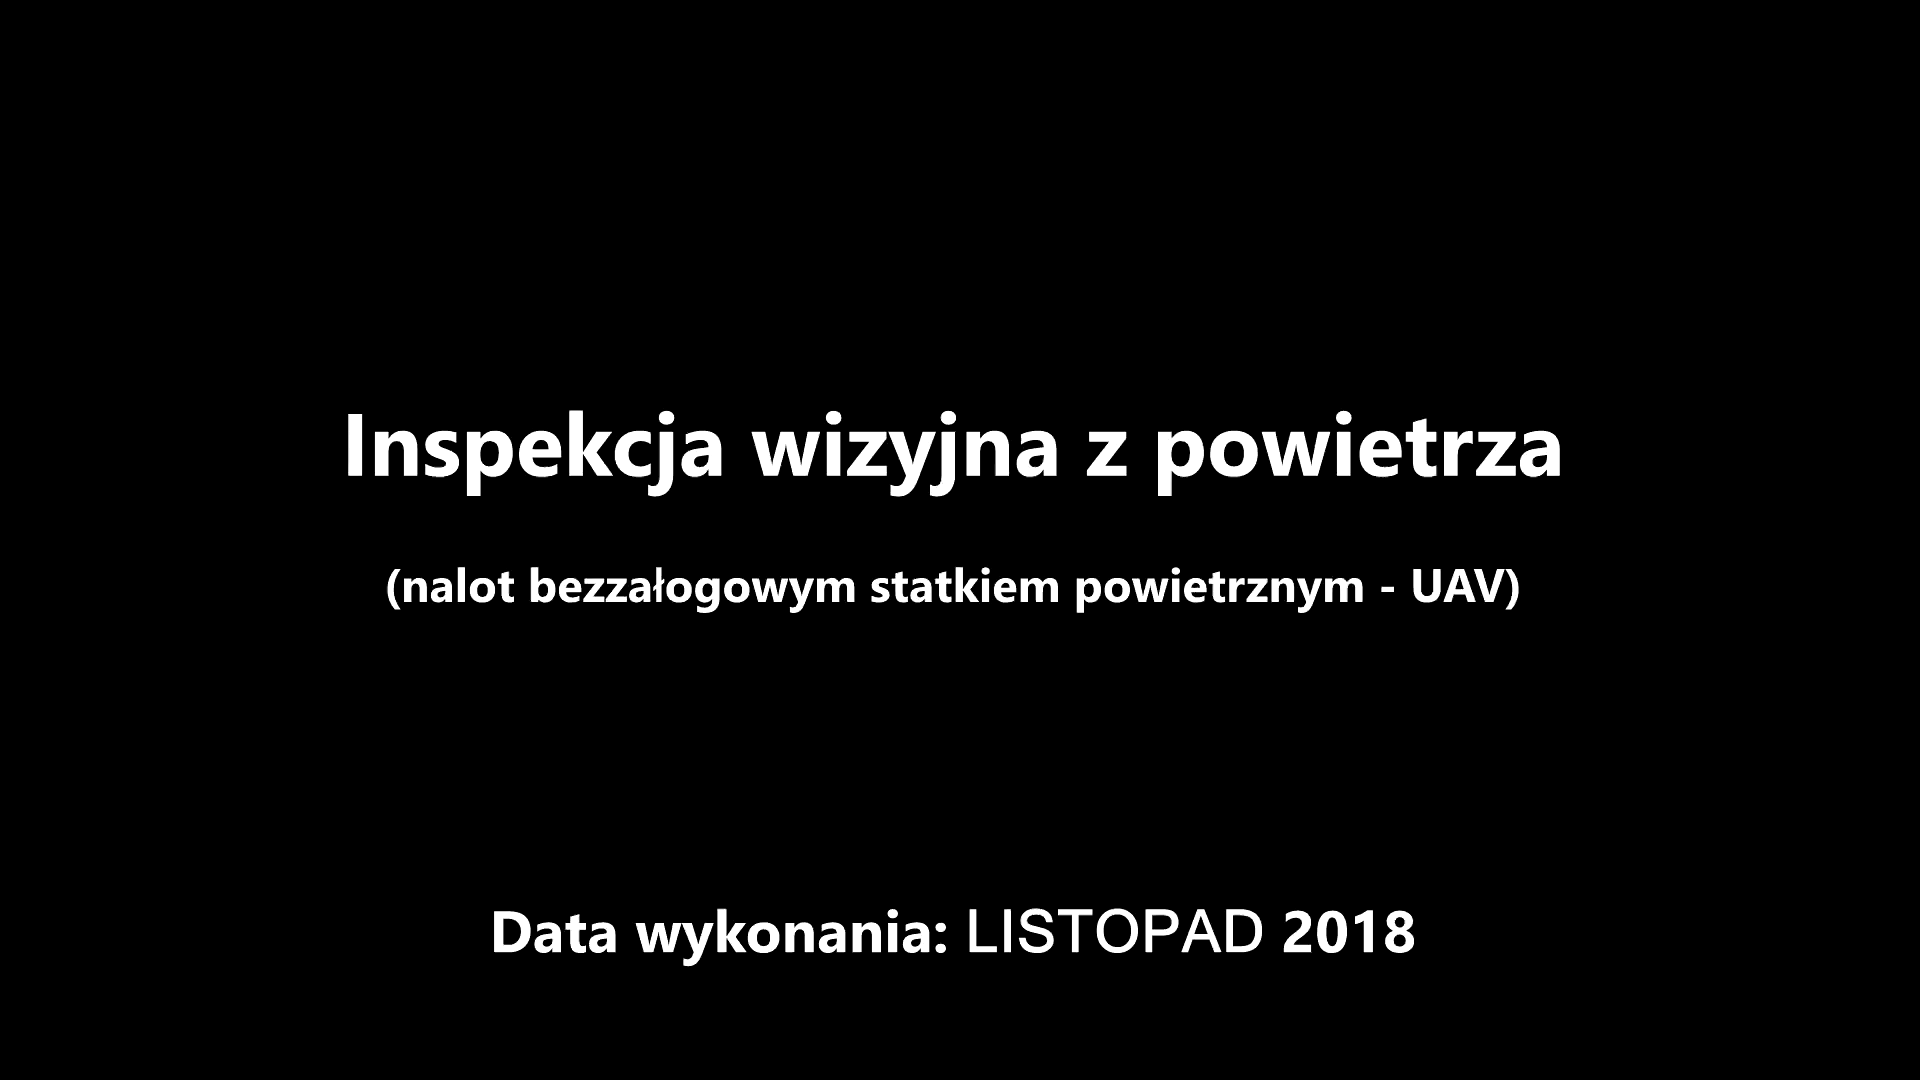 Inspekcja wizyjna z powietrza
(nalot bezzałogowym statkiem powietrznym - UAV)
Data wykonania: LISTOPAD 2018